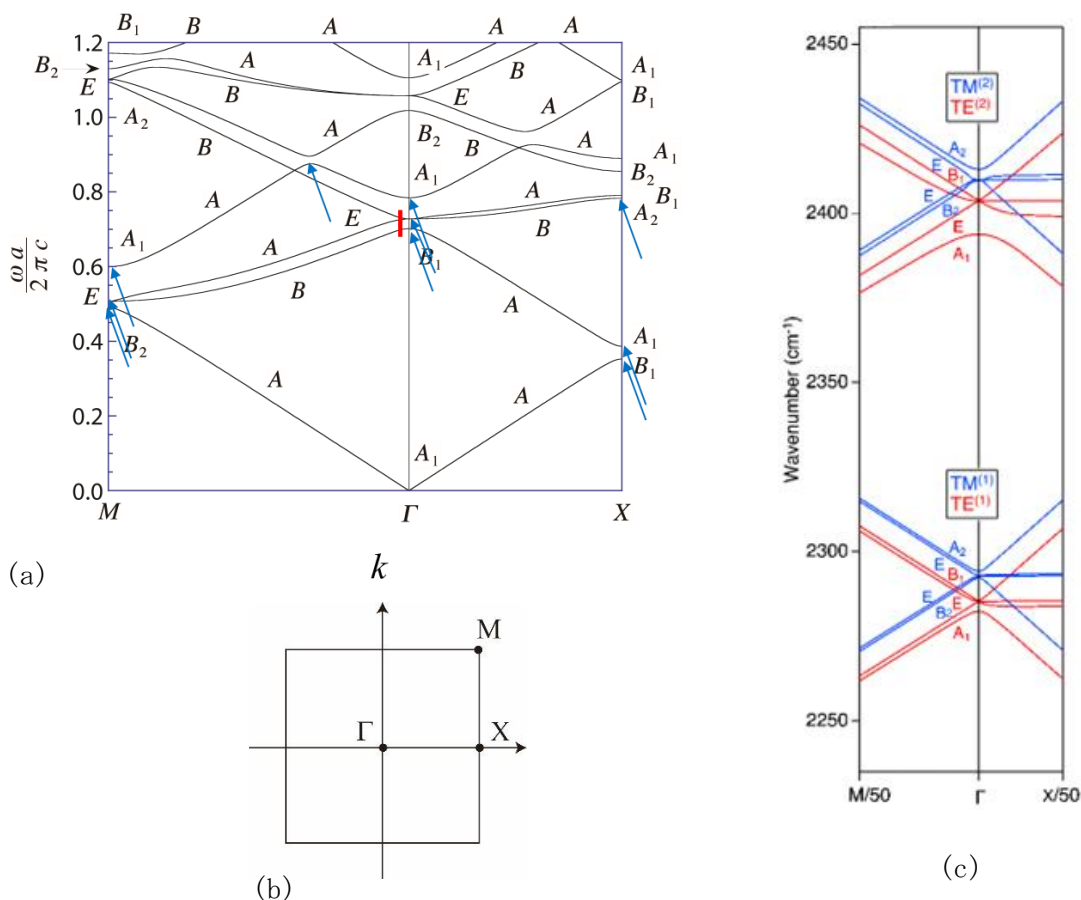 B₁ B A A A
1.2
B₂ A A₁ A B A₁
E B E B₁
1.0
A₂ A B₂ A
B B A₁
0.8
A₁ B₂
A E A B₁
A₂
A₁ B
0.6
A B₁
E B A
ωa
2πc
0.4
B₂ A₁
B₁
A A
0.2
A₁
0.0
M Γ X
(a)
k
M
Γ X
(b)
2450
TM⁽²⁾
TE⁽²⁾
A₂
E
B₁
2400
E
B₂
E
A₁
2350
Wavenumber (cm⁻¹)
TM⁽¹⁾
TE⁽¹⁾
2300
A₂
E
B₁
E E
B₂
A₁
2250
M/50 Γ X/50
(c)